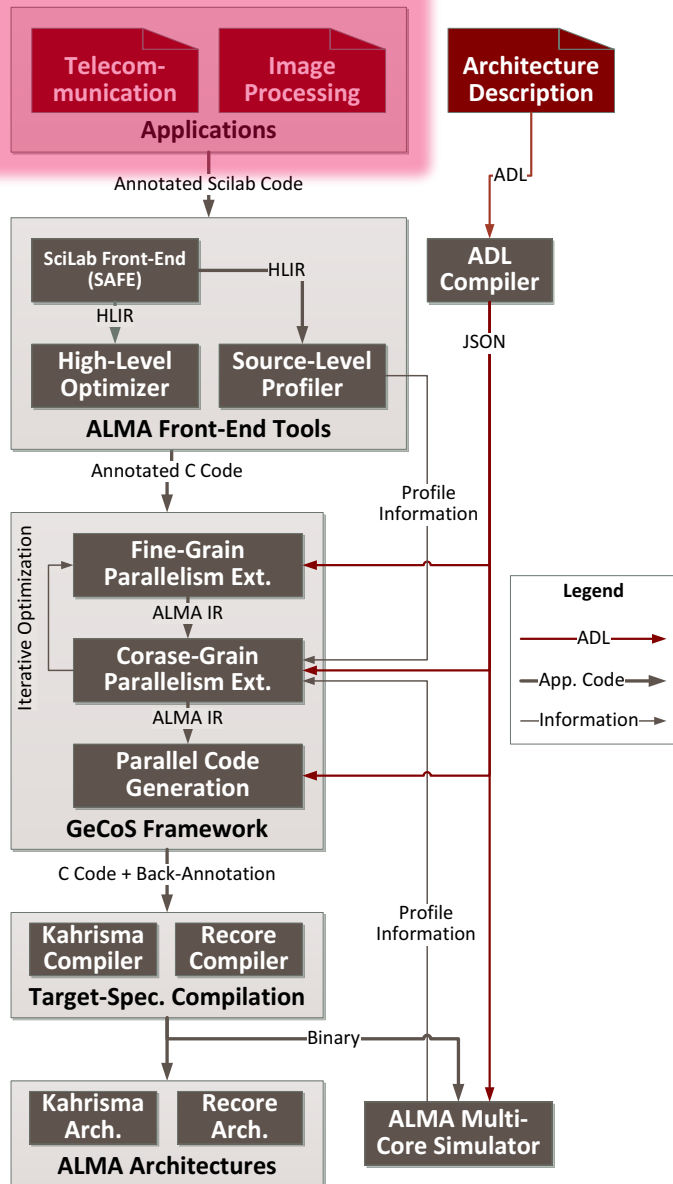 Telecom-
munication
Image
Processing
Applications
Architecture
Description
Annotated Scilab Code
ADL
SciLab Front-End
(SAFE)
HLIR
HLIR
High-Level
Optimizer
Source-Level
Profiler
ALMA Front-End Tools
ADL
Compiler
JSON
Annotated C Code
Profile
Information
Iterative Optimization
Fine-Grain
Parallelism Ext.
ALMA IR
Corase-Grain
Parallelism Ext.
ALMA IR
Parallel Code
Generation
GeCoS Framework
Legend
ADL
App. Code
Information
C Code + Back-Annotation
Profile
Information
Kahrisma
Compiler
Recore
Compiler
Target-Spec. Compilation
Binary
Kahrisma
Arch.
Recore
Arch.
ALMA Architectures
ALMA Multi-
Core Simulator